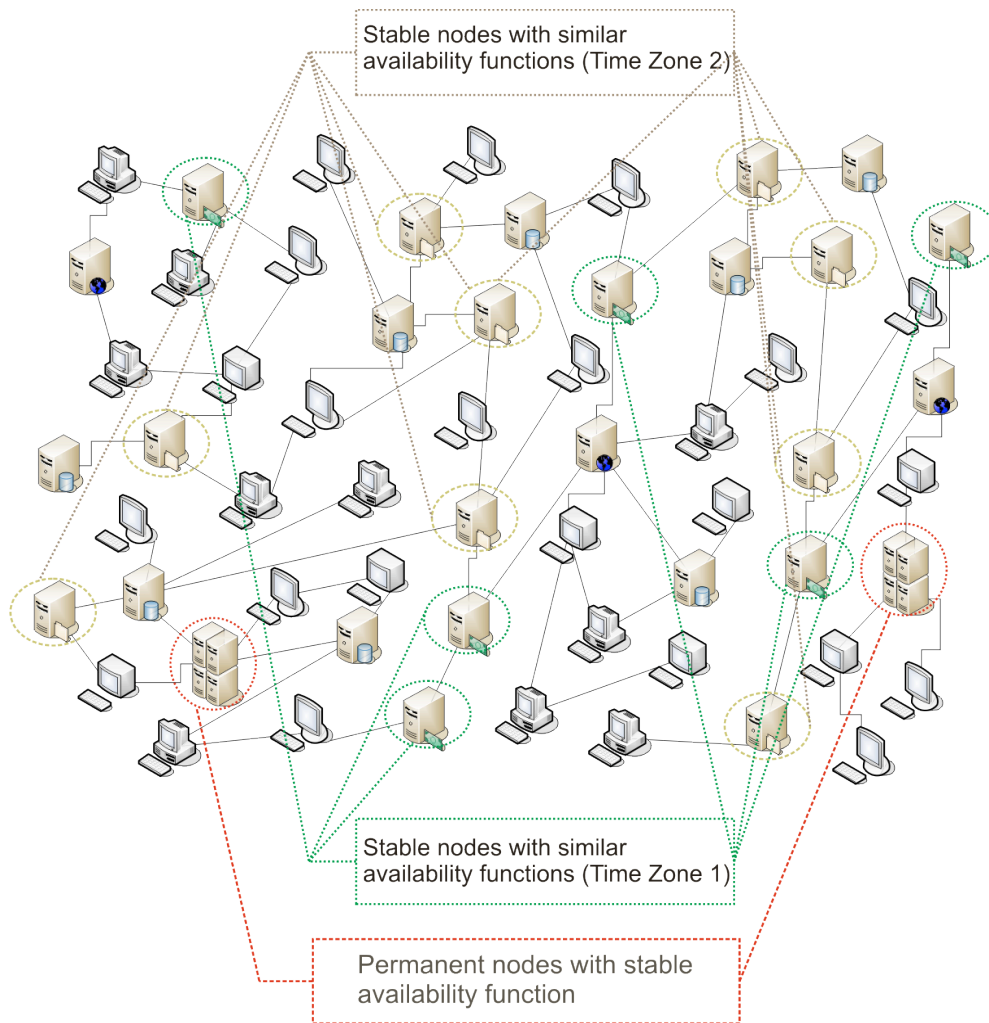 Stable nodes with similar
availability functions (Time Zone 2)
Stable nodes with similar
availability functions (Time Zone 1)
Permanent nodes with stable
availability function